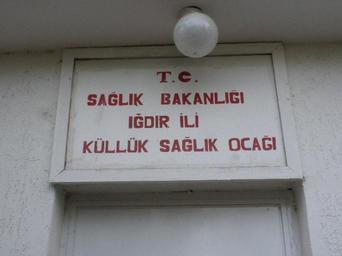 T.C.
SAĞLIK BAKANLIĞI
IĞDIR İLİ
KÜLLÜK SAĞLIK OCAĞI